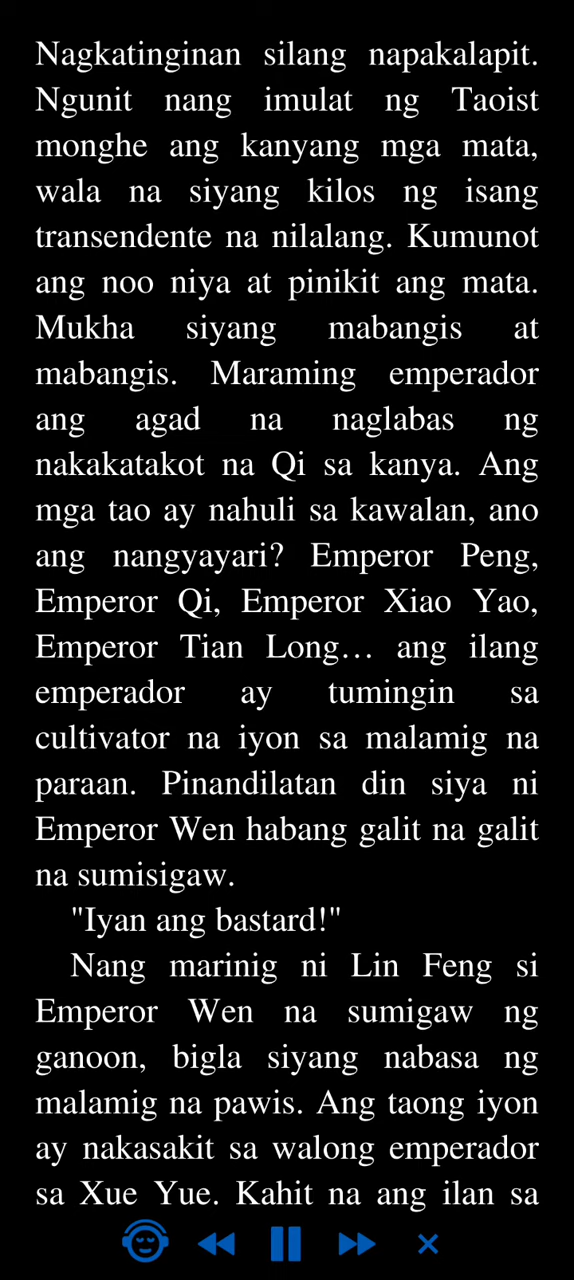 Nagkatinginan silang napakalapit.
Ngunit nang imulat ng Taoist
monghe ang kanyang mga mata,
wala na siyang kilos ng isang
transendente na nilalang. Kumunot
ang noo niya at pinikit ang mata.
Mukha siyang mabangis at
mabangis. Maraming emperador
ang agad na naglabas ng
nakakatakot na Qi sa kanya. Ang
mga tao ay nahuli sa kawalan, ano
ang nangyayari? Emperor Peng,
Emperor Qi, Emperor Xiao Yao,
Emperor Tian Long… ang ilang
emperador ay tumingin sa
cultivator na iyon sa malamig na
paraan. Pinandilatan din siya ni
Emperor Wen habang galit na galit
na sumisigaw.
"Iyan ang bastard!"
Nang marinig ni Lin Feng si
Emperor Wen na sumigaw ng
ganoon, bigla siyang nabasa ng
malamig na pawis. Ang taong iyon
ay nakasakit sa walong emperador
sa Xue Yue. Kahit na ang ilan sa